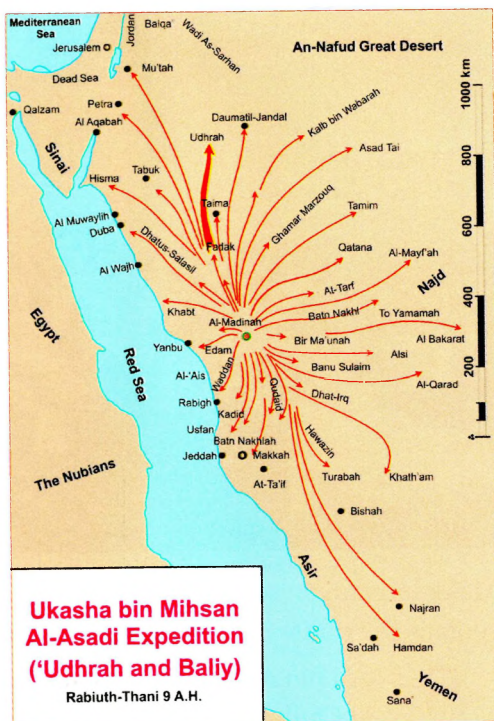 Mediterranean
Sea
Jordan
Balqa'
Wadi As-Sarhan
An-Nafud Great Desert
Jerusalem
Dead Sea
Mu'tah
Petra
Qalzam
Al Aqabah
Sinai
Daumatil-Jandal
Kalb bin Wabarah
Udhrah
Asad Tai
Hisma
Tabuk
Taima
Ghamar Marzouq
Tamim
Al Muwaylih
Duba
Dhatus-Salasil
Fadak
Qatana
Al-Mayf'ah
Al Wajh
Najd
At-Tarf
Khabt
Batn Nakhl
Al-Madinah
To Yamamah
Egypt
Red Sea
Yanbu
Edam
Bir Ma'unah
Al Bakarat
Alsi
Al-'Ais
Waddan
Banu Sulaim
Al-Qarad
Qudaid
Dhat-Irq
Rabigh
Kadid
Usfan
Hawazin
Batn Nakhlah
Jeddah
Makkah
The Nubians
At-Ta'if
Turabah
Khath'am
Bishah
Asir
Najran
Sa'dah
Hamdan
Yemen
Sana'
1000 km
800
600
400
200
Ukasha bin Mihsan
Al-Asadi Expedition
('Udhrah and Baliy)
Rabiuth-Thani 9 A.H.